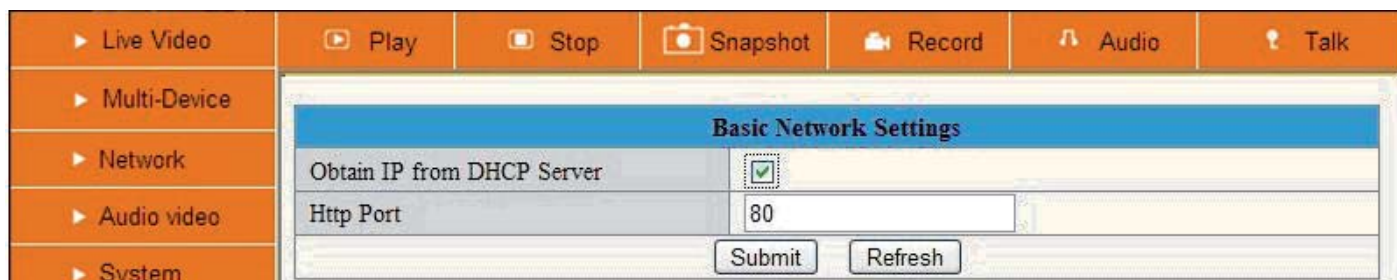 Live Video
Play
Stop
Snapshot
Record
Audio
Talk
Multi-Device
Network
Audio video
System
Basic Network Settings
Obtain IP from DHCP Server
Http Port
80
Submit
Refresh